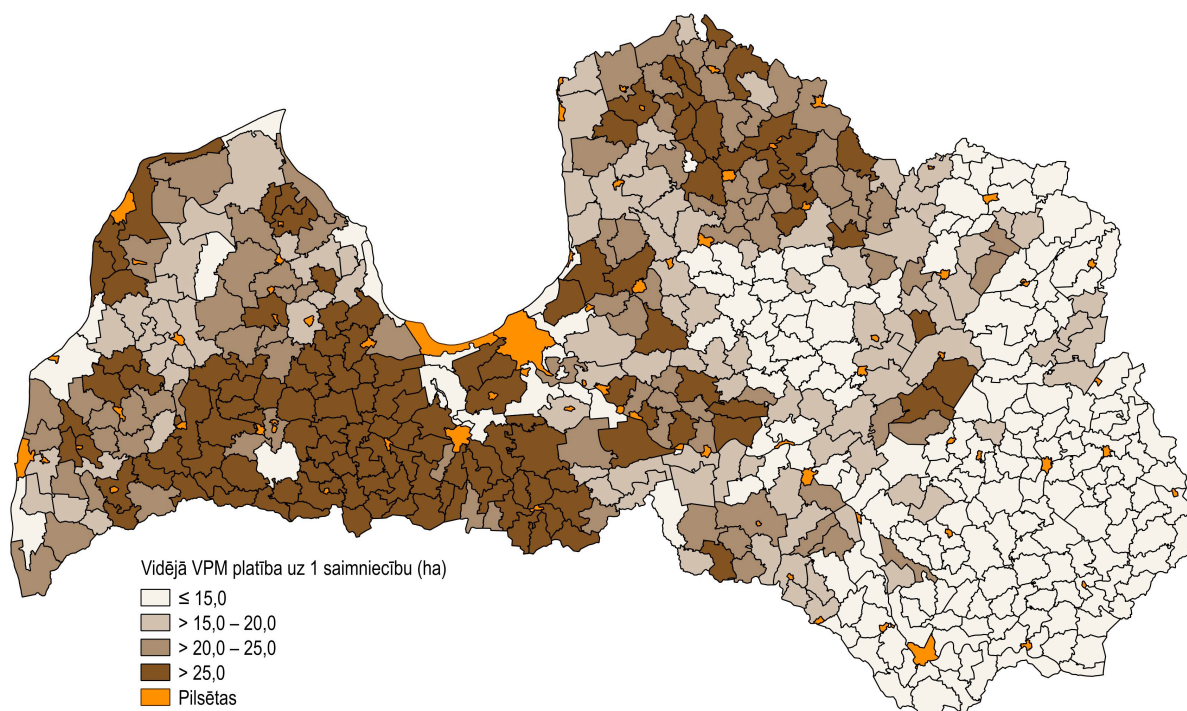 Vidējā VPM platība uz 1 saimniecību (ha)
≤ 15,0
> 15,0 – 20,0
> 20,0 – 25,0
> 25,0
Pilsētas